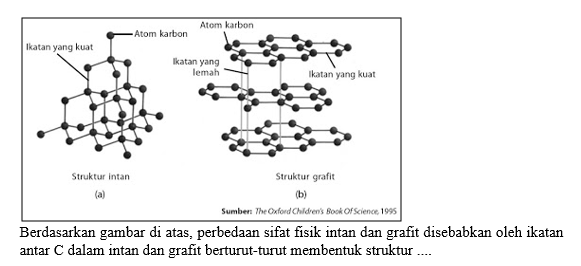 Atom karbon
Atom karbon
Ikatan yang kuat
Ikatan yang
lemah
Ikatan yang kuat
Struktur intan
Struktur grafit
(a)
(b)
Sumber: The Oxford Children's Book Of Science, 1995
Berdasarkan gambar di atas, perbedaan sifat fisik intan dan grafit disebabkan oleh ikatan
antar C dalam intan dan grafit berturut-turut membentuk struktur ....